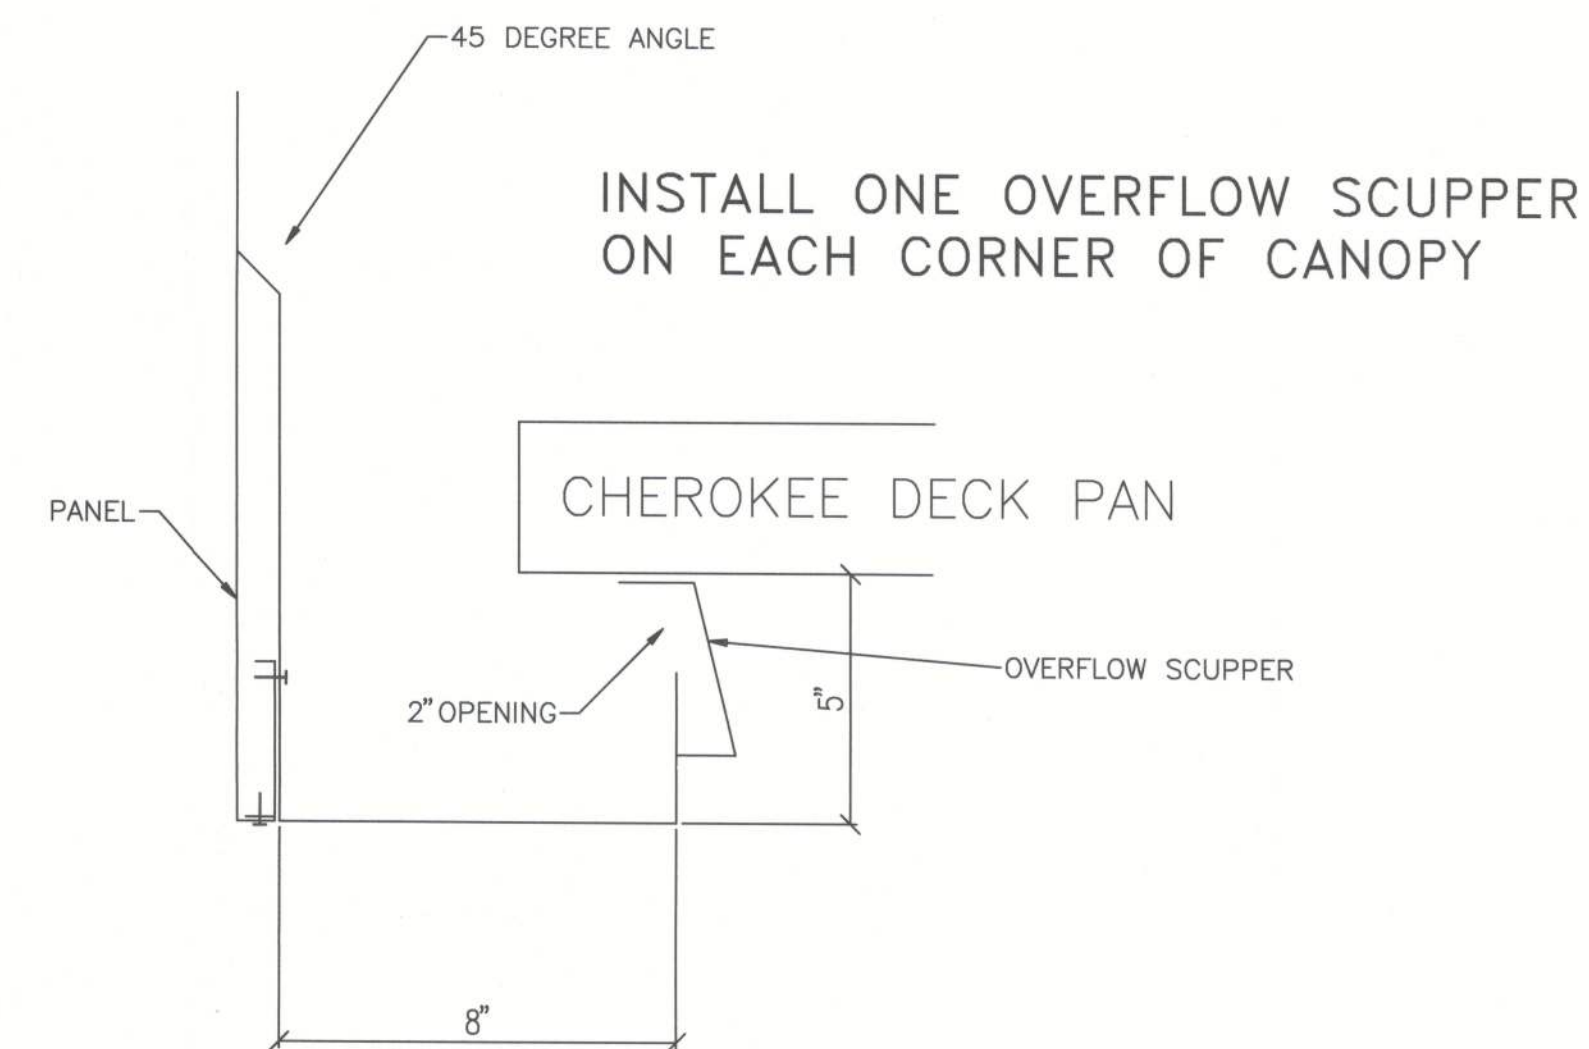 45 DEGREE ANGLE
INSTALL ONE OVERFLOW SCUPPER
ON EACH CORNER OF CANOPY
CHEROKEE DECK PAN
PANEL
OVERFLOW SCUPPER
5"
2" OPENING
8"